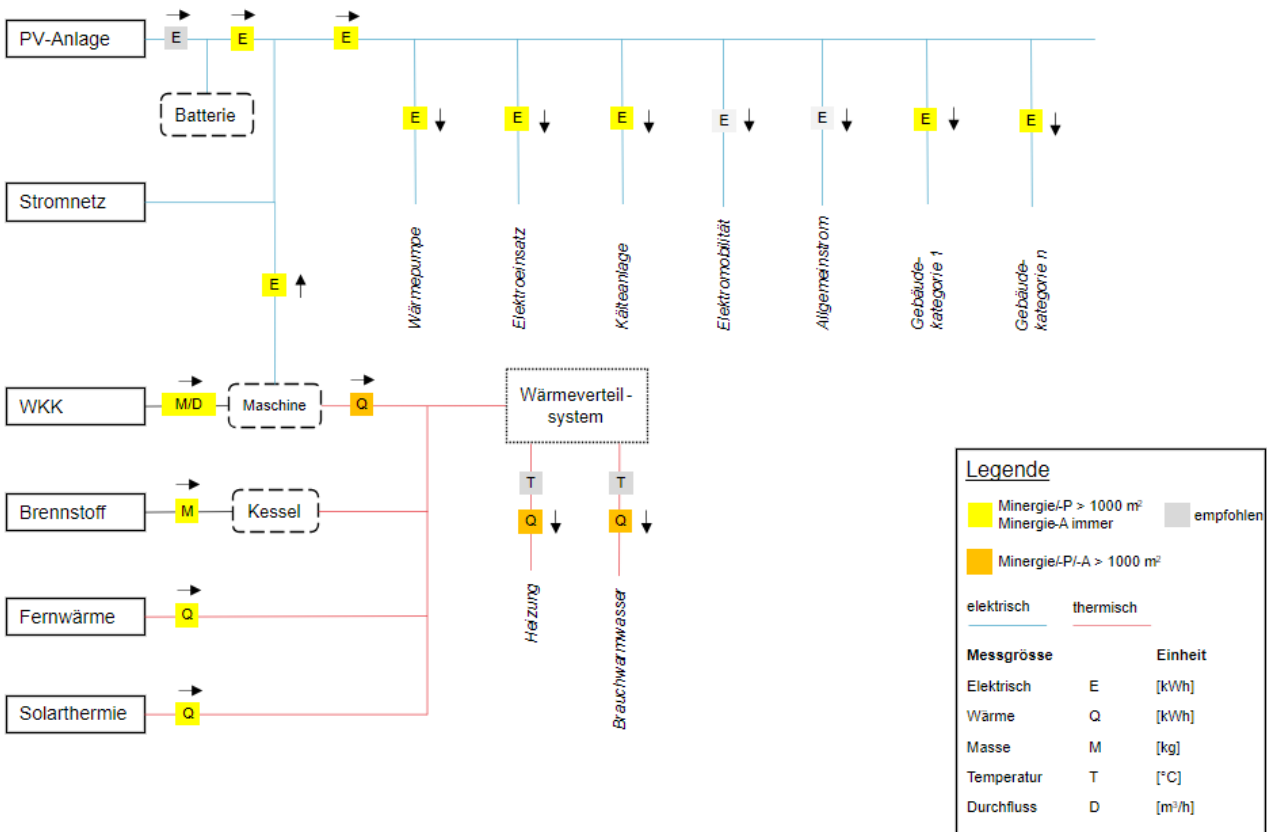 PV-Anlage
E
E
E
Batterie
E
E
E
E
E
E
E
Stromnetz
Wärmepumpe
Elektroeinsatz
Kälteanlage
Elektromobilität
Allgemeinstrom
Gebäude-
kategorie 1
Gebäude-
kategorie n
E
WKK
M/D
Maschine
Q
Wärmeverteil-
system
Brennstoff
M
Kessel
T
T
Q
Q
Heizung
Brauchwarmwasser
Fernwärme
Q
Solarthermie
Q
Legende
Minergie/-P > 1000 m²
Minergie-A immer
empfohlen
Minergie/-P/-A > 1000 m²
elektrisch
thermisch
Messgrösse Einheit
Elektrisch E [kWh]
Wärme Q [kWh]
Masse M [kg]
Temperatur T [°C]
Durchfluss D [m³/h]